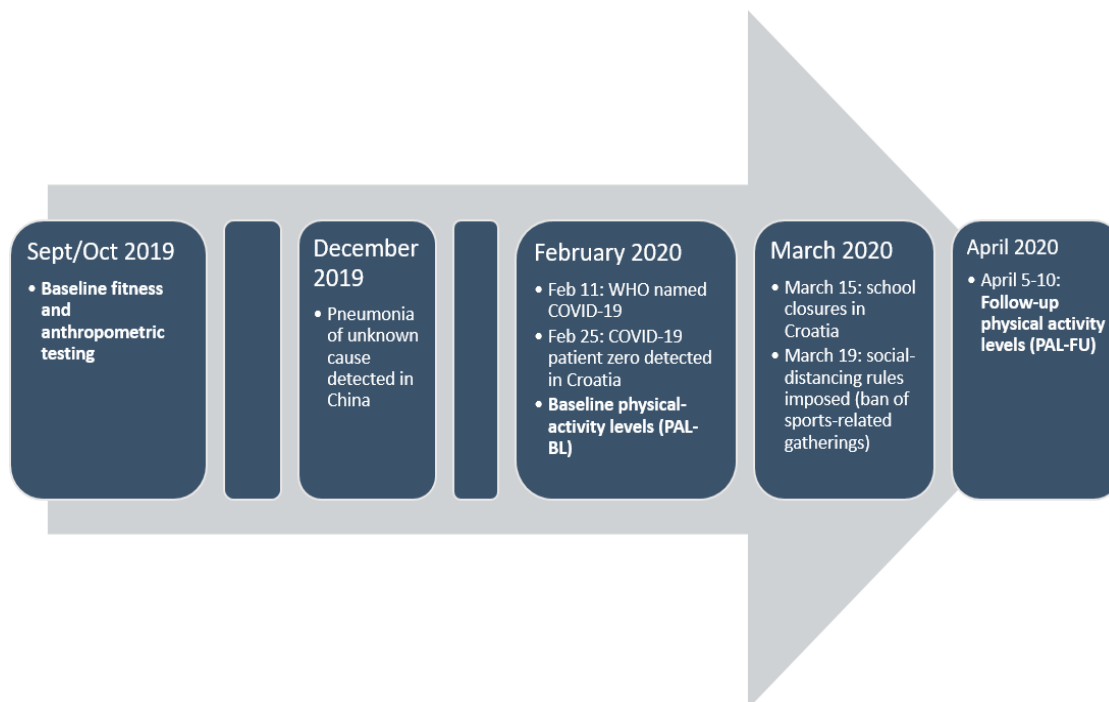 Sept/Oct 2019
• Baseline fitness
and
anthropometric
testing
December
2019
• Pneumonia
of unknown
cause
detected in
China
February 2020
• Feb 11: WHO named
COVID-19
• Feb 25: COVID-19
patient zero detected
in Croatia
• Baseline physical-
activity levels (PAL-
BL)
March 2020
• March 15: school
closures in
Croatia
• March 19: social-
distancing rules
imposed (ban of
sports-related
gatherings)
April 2020
• April 5-10:
Follow-up
physical activity
levels (PAL-FU)